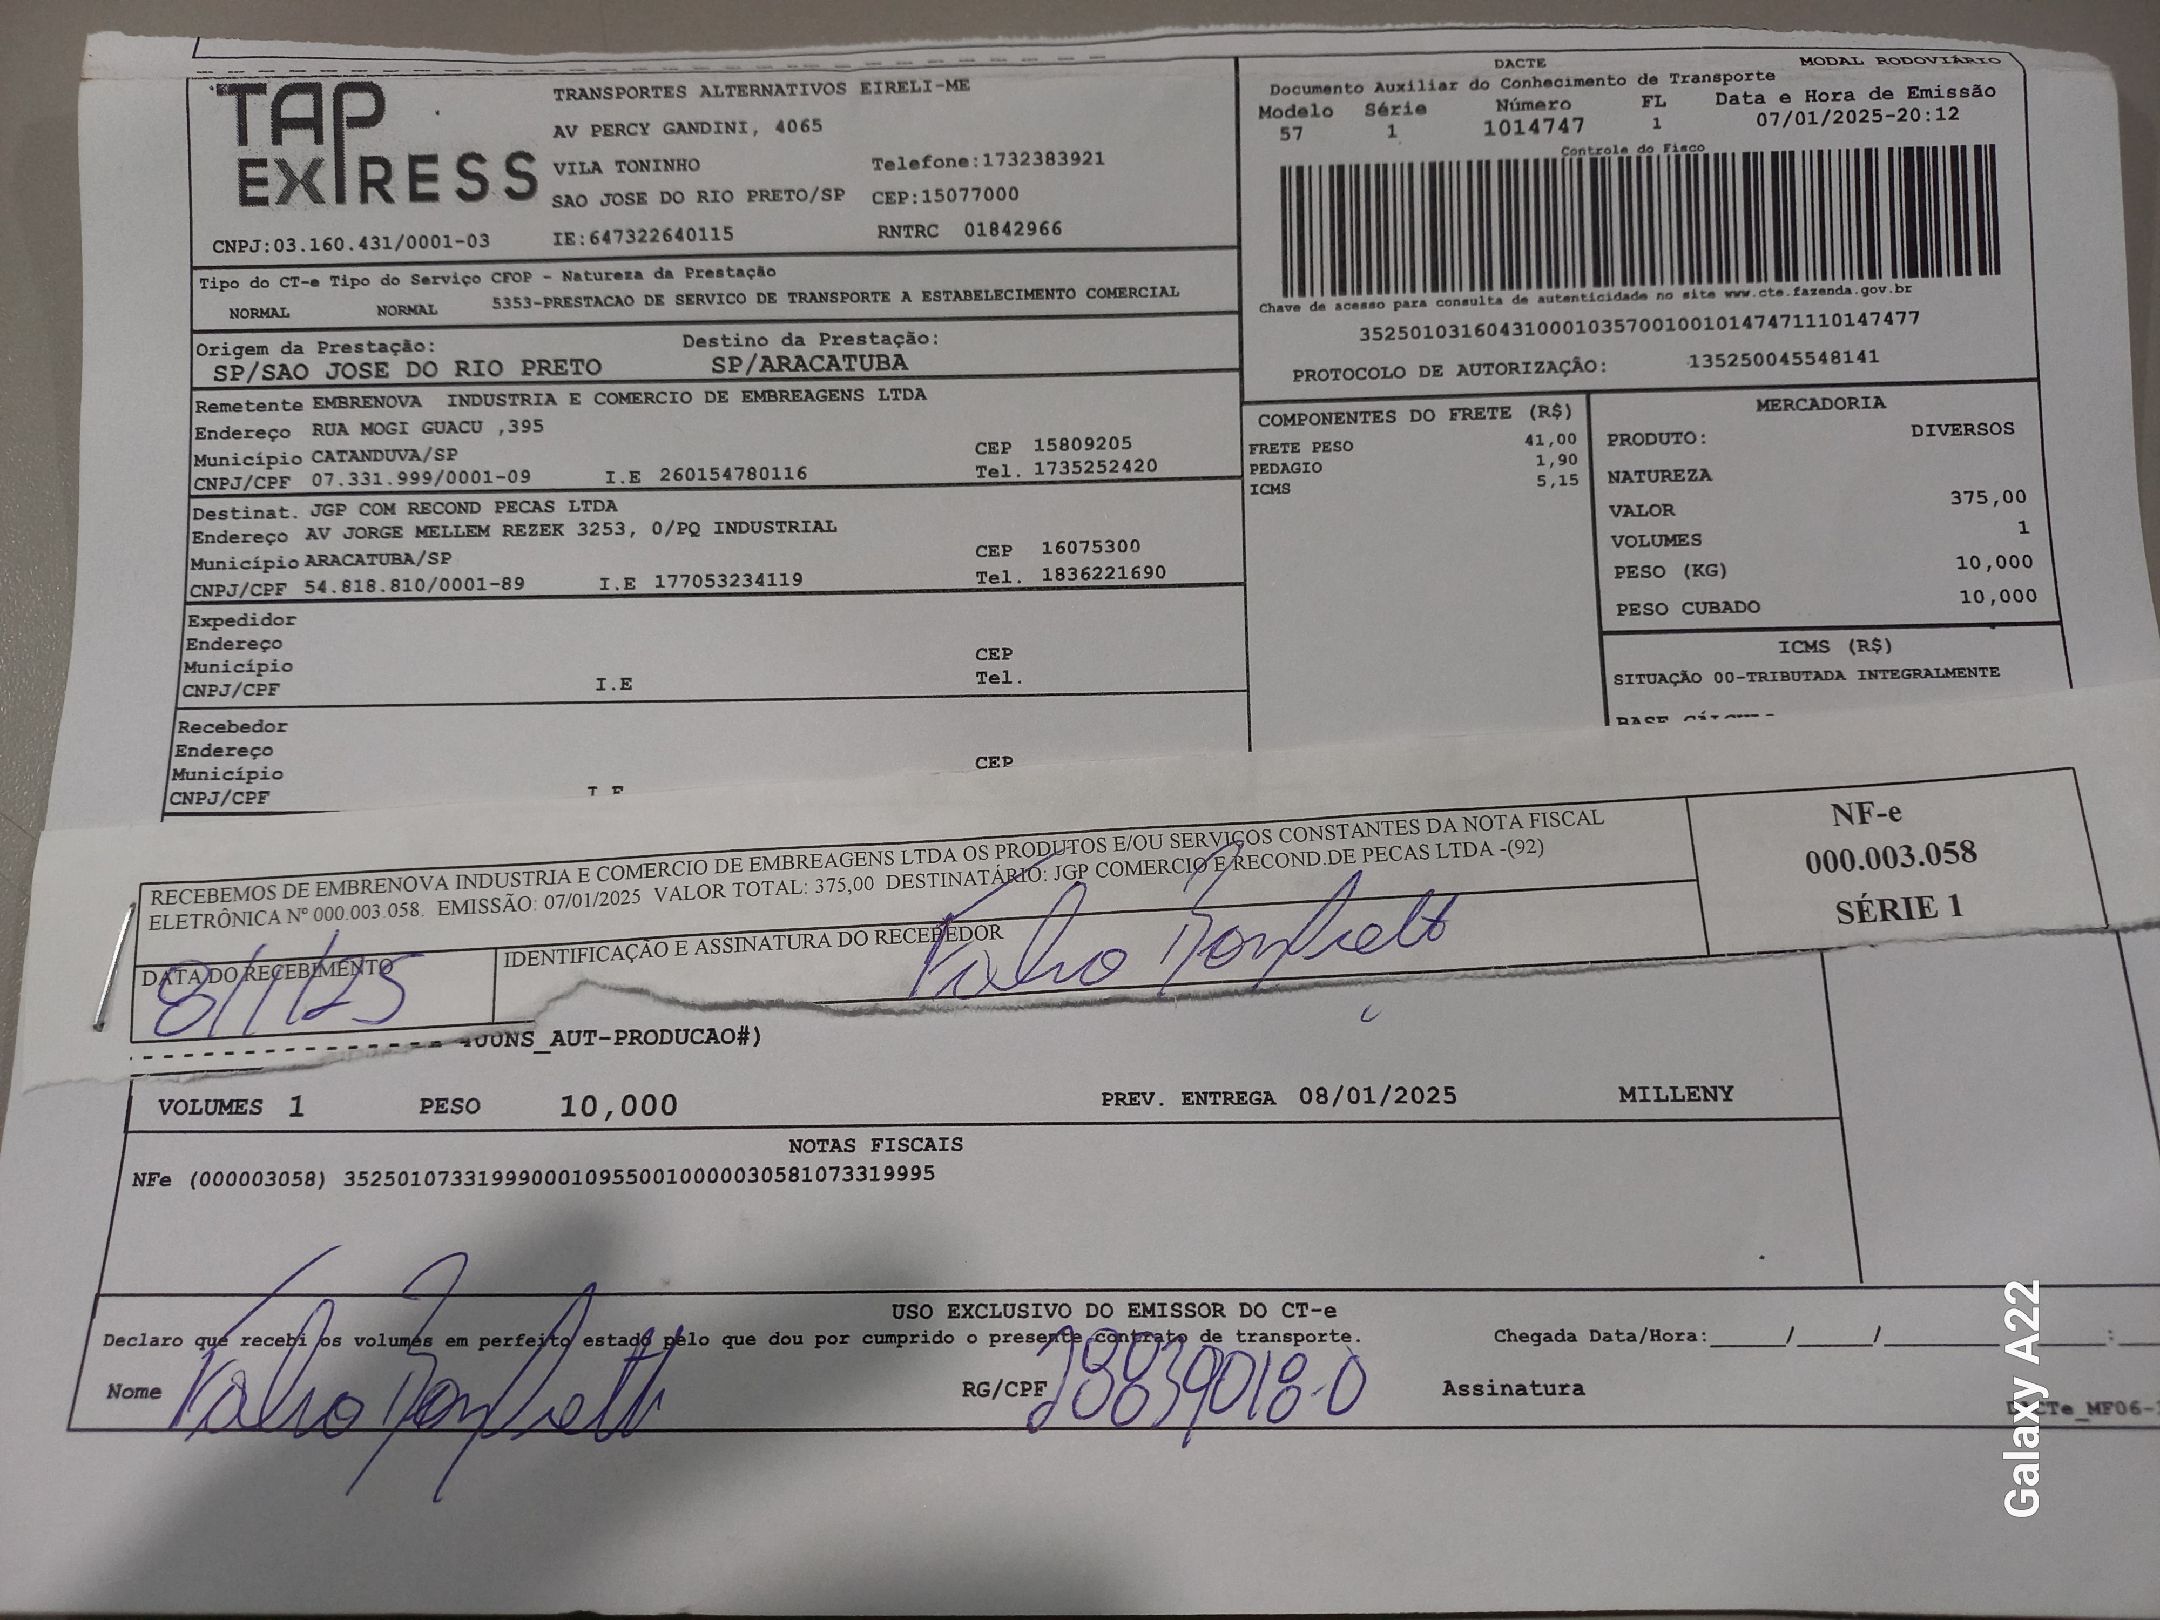 TAP EXPRESS
TRANSPORTES ALTERNATIVOS EIRELI-ME
AV PERCY GANDINI, 4065
VILA TONINHO Telefone:1732383921
SAO JOSE DO RIO PRETO/SP CEP:15077000
CNPJ:03.160.431/0001-03 IE:647322640115 RNTRC 01842966
DACTE MODAL RODOVIÁRIO
Documento Auxiliar do Conhecimento de Transporte
Modelo Série Número FL Data e Hora de Emissão
57 1 1014747 1 07/01/2025-20:12
Controle do Fisco
Chave de acesso para consulta de autenticidade no site www.cte.fazenda.gov.br
35250103160431000103570010010147471110147477
PROTOCOLO DE AUTORIZAÇÂO: 135250045548141
Tipo do CT-e Tipo do Serviço CFOP - Natureza da Prestação
NORMAL NORMAL 5353-PRESTACAO DE SERVICO DE TRANSPORTE A ESTABELECIMENTO COMERCIAL
Origem da Prestação: Destino da Prestação:
SP/SAO JOSE DO RIO PRETO SP/ARACATUBA
Remetente EMBRENOVA INDUSTRIA E COMERCIO DE EMBREAGENS LTDA
Endereço RUA MOGI GUACU ,395
Município CATANDUVA/SP CEP 15809205
CNPJ/CPF 07.331.999/0001-09 I.E 260154780116 Tel. 1735252420
Destinat. JGP COM RECOND PECAS LTDA
Endereço AV JORGE MELLEM REZEK 3253, 0/PQ INDUSTRIAL
Município ARACATUBA/SP CEP 16075300
CNPJ/CPF 54.818.810/0001-89 I.E 177053234119 Tel. 1836221690
Expedidor
Endereço
Município CEP
CNPJ/CPF I.E Tel.
Recebedor
Endereço
Município CEP
CNPJ/CPF I.E
COMPONENTES DO FRETE (R$)
FRETE PESO 41,00
PEDAGIO 1,90
ICMS 5,15
MERCADORIA
PRODUTO: DIVERSOS
NATUREZA
VALOR 375,00
VOLUMES 1
PESO (KG) 10,000
PESO CUBADO 10,000
ICMS (R$)
SITUAÇÃO 00-TRIBUTADA INTEGRALMENTE
BASE CÁLCULO
RECEBEMOS DE EMBRENOVA INDUSTRIA E COMERCIO DE EMBREAGENS LTDA OS PRODUTOS E/OU SERVIÇOS CONSTANTES DA NOTA FISCAL
ELETRÔNICA Nº 000.003.058. EMISSÃO: 07/01/2025 VALOR TOTAL: 375,00 DESTINATÁRIO: JGP COMERCIO E RECOND.DE PECAS LTDA -(92)
NF-e
000.003.058
SÉRIE 1
DATA DO RECEBIMENTO IDENTIFICAÇÃO E ASSINATURA DO RECEBEDOR
8/1/25
400NS_AUT-PRODUCAO#)
VOLUMES 1 PESO 10,000 PREV. ENTREGA 08/01/2025 MILLENY
NOTAS FISCAIS
NFe (000003058) 35250107331999000109550010000030581073319995
USO EXCLUSIVO DO EMISSOR DO CT-e
Declaro que recebi os volumes em perfeito estado pelo que dou por cumprido o presente contrato de transporte. Chegada Data/Hora:_____/_____/_____ :
Nome RG/CPF 28839018-0 Assinatura
Galaxy A22